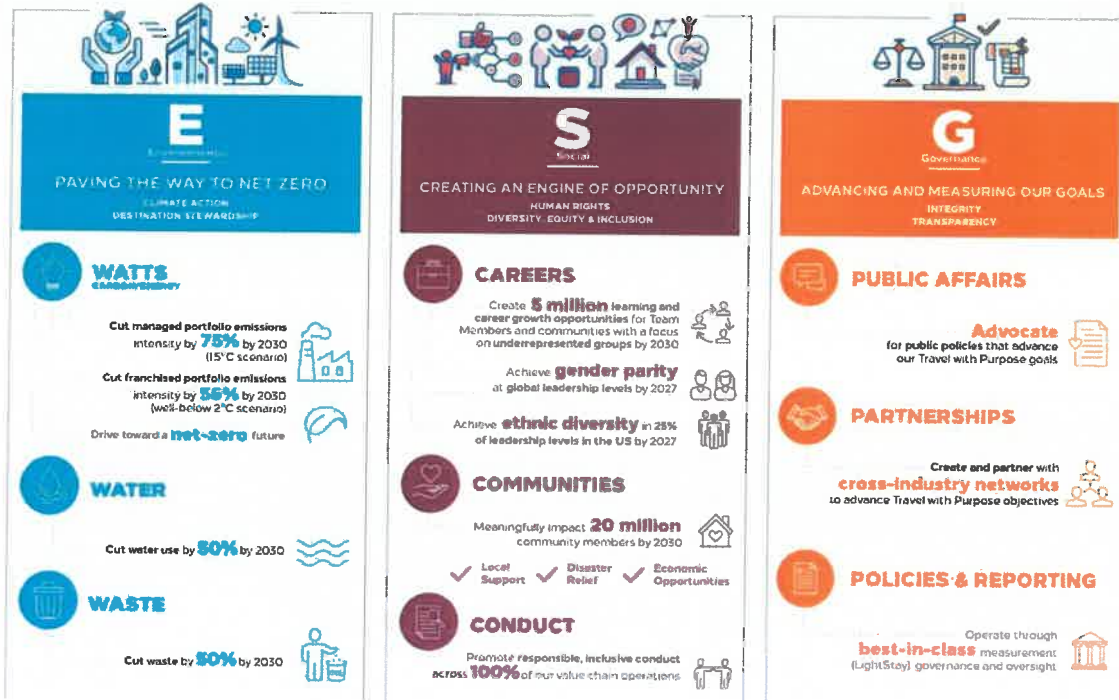 E
Environmental
PAVING THE WAY TO NET ZERO
CLIMATE ACTION
DESTINATION STEWARDSHIP
WATTS
CARBON/ENERGY
Cut managed portfolio emissions
intensity by 75% by 2030
(1.5°C scenario)
Cut franchised portfolio emissions
intensity by 56% by 2030
(well-below 2°C scenario)
Drive toward a net-zero future
WATER
Cut water use by 50% by 2030
WASTE
Cut waste by 50% by 2030
S
Social
CREATING AN ENGINE OF OPPORTUNITY
HUMAN RIGHTS
DIVERSITY, EQUITY & INCLUSION
CAREERS
Create 5 million learning and
career growth opportunities for Team
Members and communities with a focus
on underrepresented groups by 2030
Achieve gender parity
at global leadership levels by 2027
Achieve ethnic diversity in 25%
of leadership levels in the US by 2027
COMMUNITIES
Meaningfully impact 20 million
community members by 2030
Local
Support
Disaster
Relief
Economic
Opportunities
CONDUCT
Promote responsible, inclusive conduct
across 100% of our value chain operations
G
Governance
ADVANCING AND MEASURING OUR GOALS
INTEGRITY
TRANSPARENCY
PUBLIC AFFAIRS
Advocate
for public policies that advance
our Travel with Purpose goals
PARTNERSHIPS
Create and partner with
cross-industry networks
to advance Travel with Purpose objectives
POLICIES & REPORTING
Operate through
best-in-class measurement
(LightStay) governance and oversight